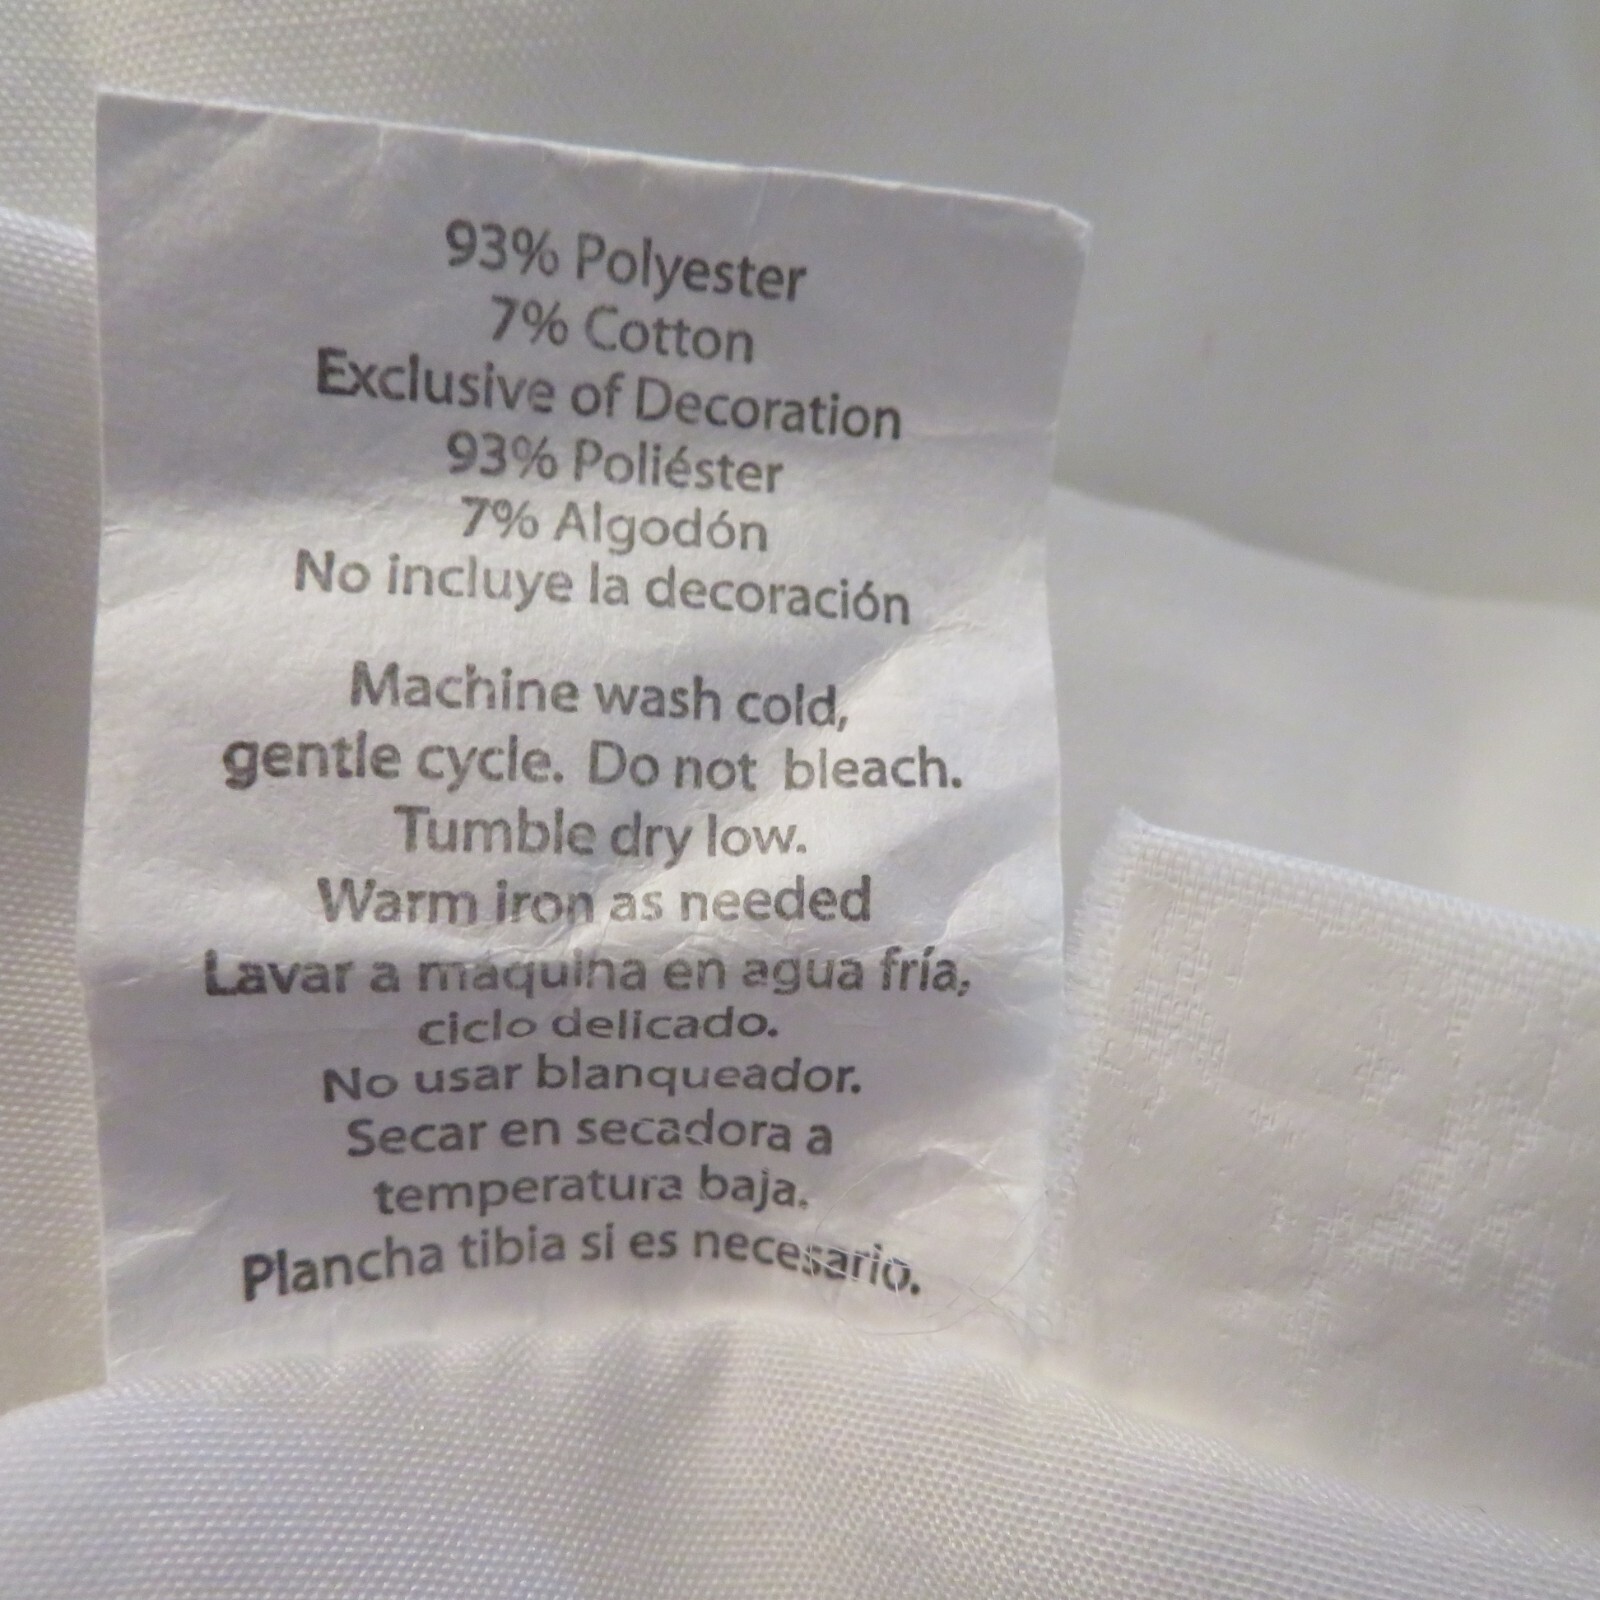 93% Polyester
7% Cotton
Exclusive of Decoration
93% Poliéster
7% Algodón
No incluye la decoración
Machine wash cold,
gentle cycle. Do not bleach.
Tumble dry low.
Warm iron as needed
Lavar a máquina en agua fría,
ciclo delicado.
No usar blanqueador.
Secar en secadora a
temperatura baja.
Plancha tibia si es necesario.